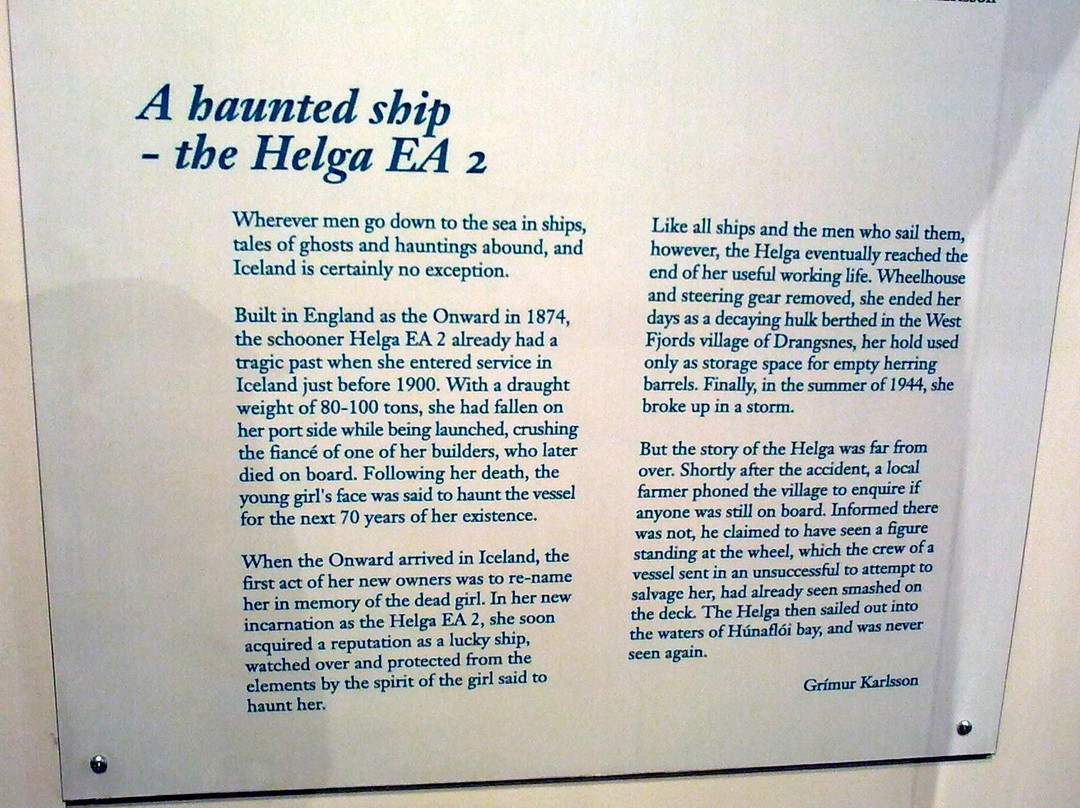 A haunted ship
- the Helga EA 2
Wherever men go down to the sea in ships,
tales of ghosts and hauntings abound, and
Iceland is certainly no exception.
Built in England as the Onward in 1874,
the schooner Helga EA 2 already had a
tragic past when she entered service in
Iceland just before 1900. With a draught
weight of 80-100 tons, she had fallen on
her port side while being launched, crushing
the fiancé of one of her builders, who later
died on board. Following her death, the
young girl's face was said to haunt the vessel
for the next 70 years of her existence.
When the Onward arrived in Iceland, the
first act of her new owners was to re-name
her in memory of the dead girl. In her new
incarnation as the Helga EA 2, she soon
acquired a reputation as a lucky ship,
watched over and protected from the
elements by the spirit of the girl said to
haunt her.
Like all ships and the men who sail them,
however, the Helga eventually reached the
end of her useful working life. Wheelhouse
and steering gear removed, she ended her
days as a decaying hulk berthed in the West
Fjords village of Drangsnes, her hold used
only as storage space for empty herring
barrels. Finally, in the summer of 1944, she
broke up in a storm.
But the story of the Helga was far from
over. Shortly after the accident, a local
farmer phoned the village to enquire if
anyone was still on board. Informed there
was not, he claimed to have seen a figure
standing at the wheel, which the crew of a
vessel sent in an unsuccessful to attempt to
salvage her, had already seen smashed on
the deck. The Helga then sailed out into
the waters of Húnaflói bay, and was never
seen again.
Grímur Karlsson